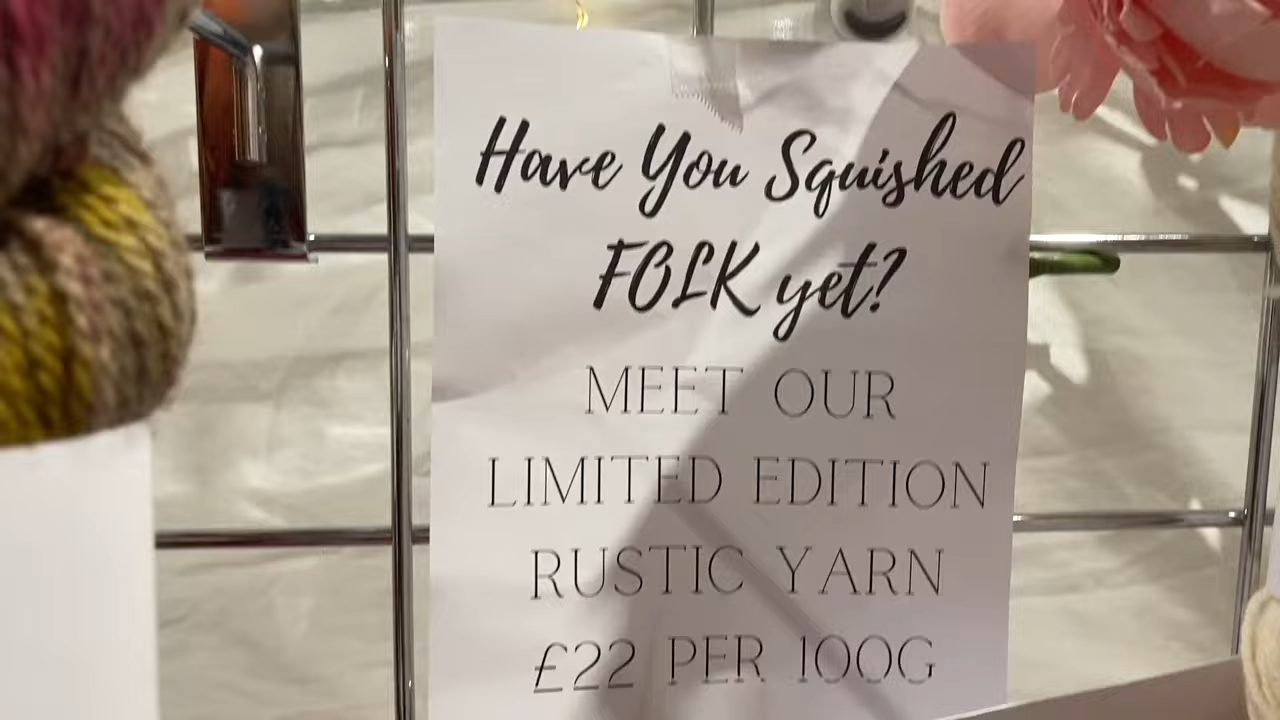 Have You Squished
FOLK yet?
MEET OUR
LIMITED EDITION
RUSTIC YARN
£22 PER 100G